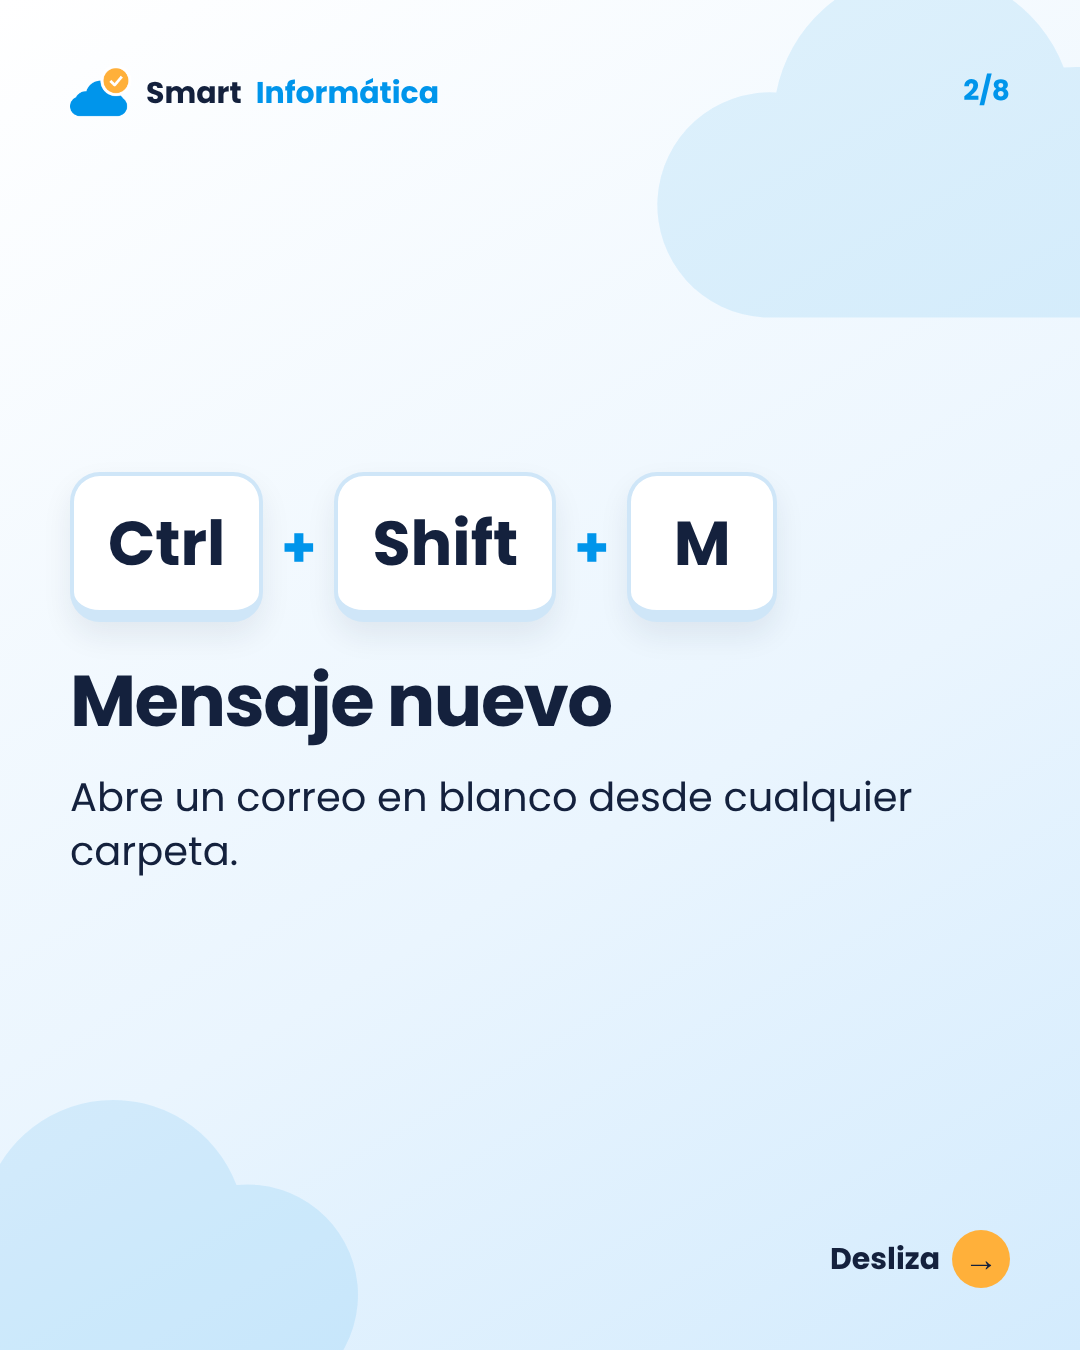 Smart Informática
2/8
Ctrl + Shift + M
Mensaje nuevo
Abre un correo en blanco desde cualquier
carpeta.
Desliza →